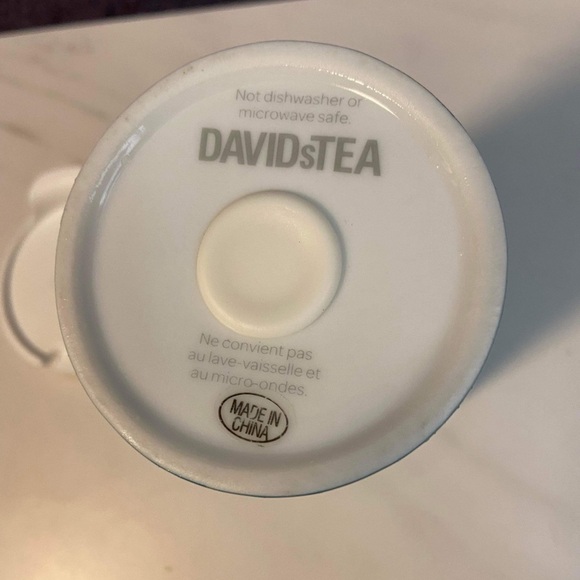 Not dishwasher or
microwave safe.
DAVIDsTEA
Ne convient pas
au lave-vaisselle et
au micro-ondes.
MADE IN
CHINA